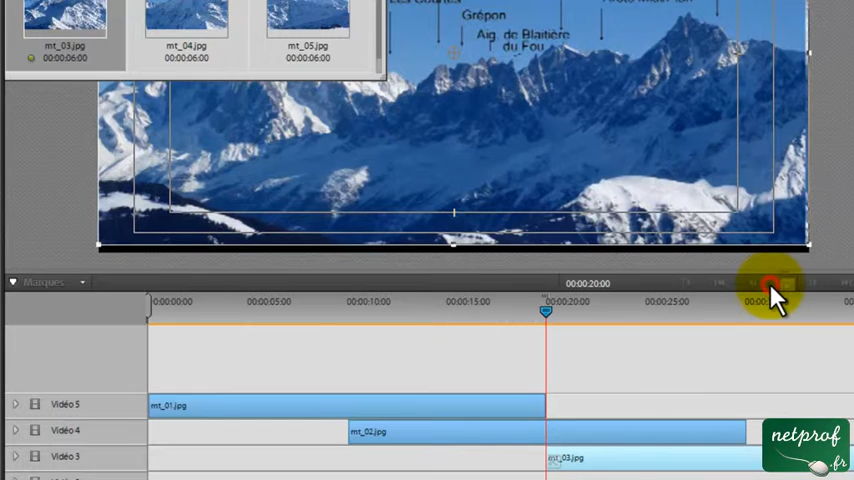 mt_03.jpg mt_04.jpg mt_05.jpg
00:00:06:00 00:00:06:00 00:00:06:00
Grépon
Aig. de Blaitière
du Fou
Marques 00:00:20:00
00:00:00:00 00:00:05:00 00:00:10:00 00:00:15:00 00:00:20:00 00:00:25:00
Vidéo 5 mt_01.jpg
Vidéo 4 mt_02.jpg
Vidéo 3 mt_03.jpg
netprof
.fr